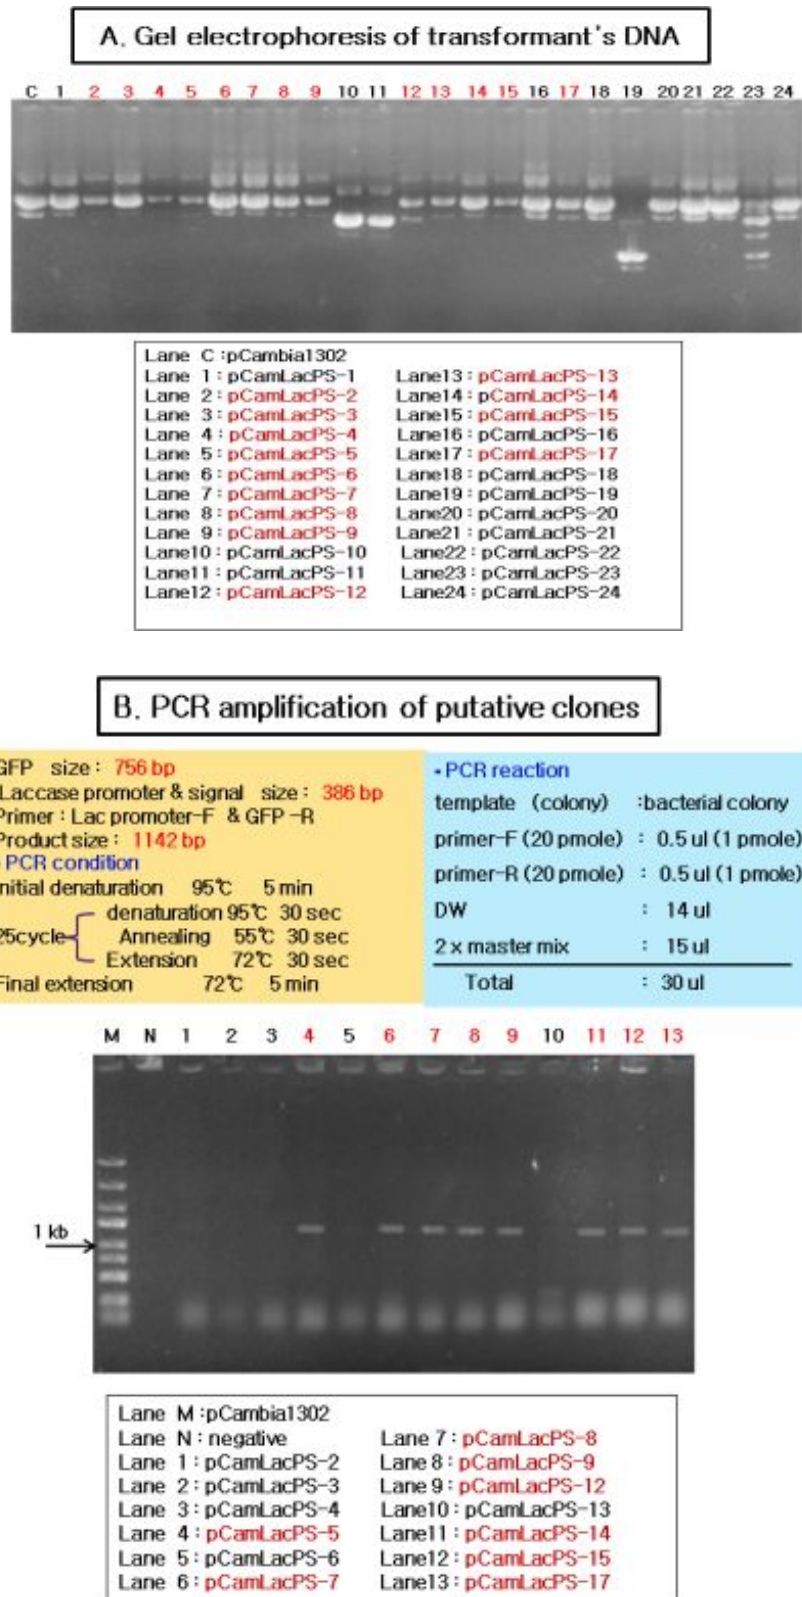 A. Gel electrophoresis of transformant's DNA
C 1 2 3 4 5 6 7 8 9 10 11 12 13 14 15 16 17 18 19 20 21 22 23 24
Lane C :pCambia1302
Lane 1 : pCamLacPS-1
Lane 2 : pCamLacPS-2
Lane 3 : pCamLacPS-3
Lane 4 : pCamLacPS-4
Lane 5 : pCamLacPS-5
Lane 6 : pCamLacPS-6
Lane 7 : pCamLacPS-7
Lane 8 : pCamLacPS-8
Lane 9 : pCamLacPS-9
Lane10 : pCamLacPS-10
Lane11 : pCamLacPS-11
Lane12 : pCamLacPS-12
Lane13 : pCamLacPS-13
Lane14 : pCamLacPS-14
Lane15 : pCamLacPS-15
Lane16 : pCamLacPS-16
Lane17 : pCamLacPS-17
Lane18 : pCamLacPS-18
Lane19 : pCamLacPS-19
Lane20 : pCamLacPS-20
Lane21 : pCamLacPS-21
Lane22 : pCamLacPS-22
Lane23 : pCamLacPS-23
Lane24 : pCamLacPS-24
B. PCR amplification of putative clones
GFP size : 756 bp
Laccase promoter & signal size : 386 bp
Primer : Lac promoter-F & GFP -R
Product size : 1142 bp
PCR condition
Initial denaturation 95℃ 5 min
25cycle
denaturation 95℃ 30 sec
Annealing 55℃ 30 sec
Extension 72℃ 30 sec
Final extension 72℃ 5 min
• PCR reaction
template (colony) :bacterial colony
primer-F (20 pmole) : 0.5 ul (1 pmole)
primer-R (20 pmole) : 0.5 ul (1 pmole)
DW : 14 ul
2 x master mix : 15 ul
Total : 30 ul
M N 1 2 3 4 5 6 7 8 9 10 11 12 13
1 kb
Lane M :pCambia1302
Lane N : negative
Lane 1 : pCamLacPS-2
Lane 2 : pCamLacPS-3
Lane 3 : pCamLacPS-4
Lane 4 : pCamLacPS-5
Lane 5 : pCamLacPS-6
Lane 6 : pCamLacPS-7
Lane 7 : pCamLacPS-8
Lane 8 : pCamLacPS-9
Lane 9 : pCamLacPS-12
Lane10 : pCamLacPS-13
Lane11 : pCamLacPS-14
Lane12 : pCamLacPS-15
Lane13 : pCamLacPS-17